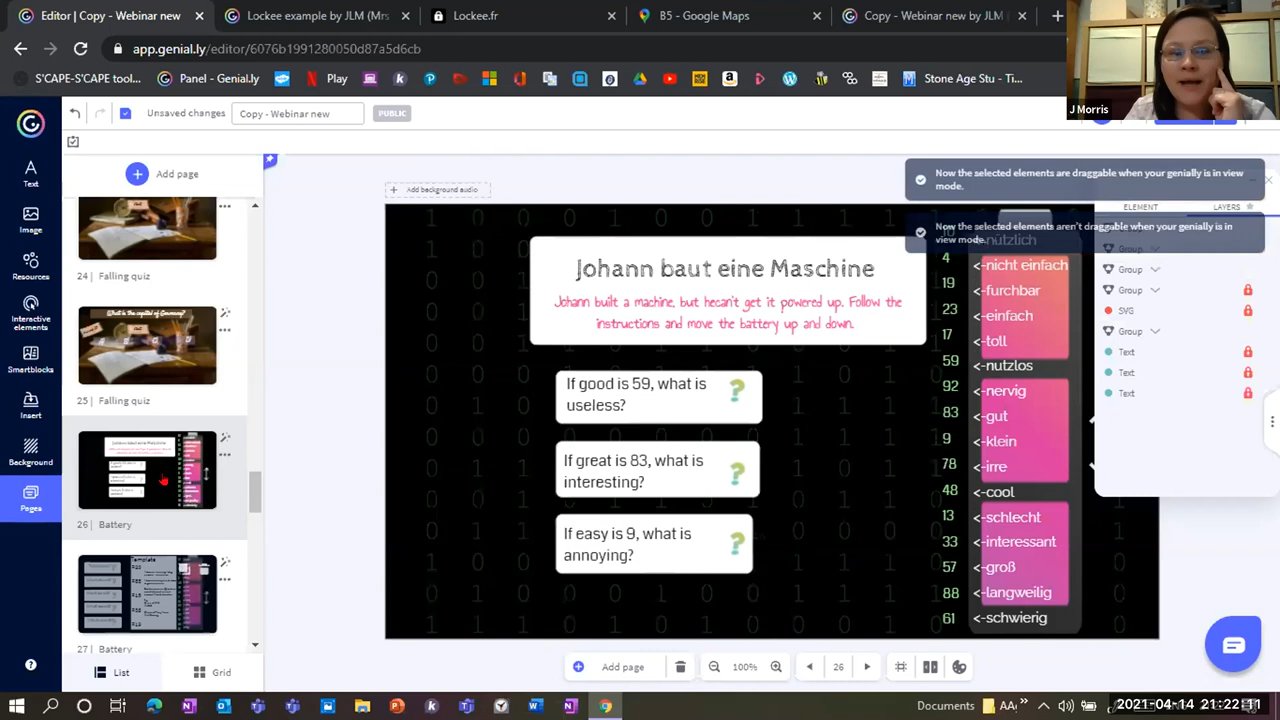 Editor | Copy - Webinar new b
Lockee example by JLM (Mrs
Lockee.fr
B5 - Google Maps
Copy - Webinar new by JLM
app.genial.ly/editor/6076b1991280050d87a5d8cb
S'CAPE-S'CAPE tool...
Panel - Genial.ly
Play
Stone Age Stu - T...
J Morris
Unsaved changes
Copy - Webinar new
PUBLIC
Text
Image
Resources
Interactive
elements
Smartblocks
Insert
Background
Pages
Add page
24 | Falling quiz
What is the capital of Germany?
25 | Falling quiz
26 | Battery
Template
27 | Battery
List
Grid
Add background audio
Johann baut eine Maschine
Johann built a machine, but hecan't get it powered up. Follow the
instructions and move the battery up and down.
If good is 59, what is
useless?
?
If great is 83, what is
interesting?
?
If easy is 9, what is
annoying?
?
<-nützlich
4 <-nicht einfach
19 <-furchbar
23 <-einfach
17 <-toll
59 <-nutzlos
92 <-nervig
83 <-gut
9 <-klein
78 <-irre
48 <-cool
13 <-schlecht
33 <-interessant
57 <-groß
88 <-langweilig
61 <-schwierig
Now the selected elements are draggable when your genially is in view
mode.
Now the selected elements aren't draggable when your genially is in
view mode.
ELEMENT
LAYERS
Group
Group
Group
SVG
Group
Text
Text
Text
Add page
100%
26
Documents
AA
2021-04-14 21:22:11